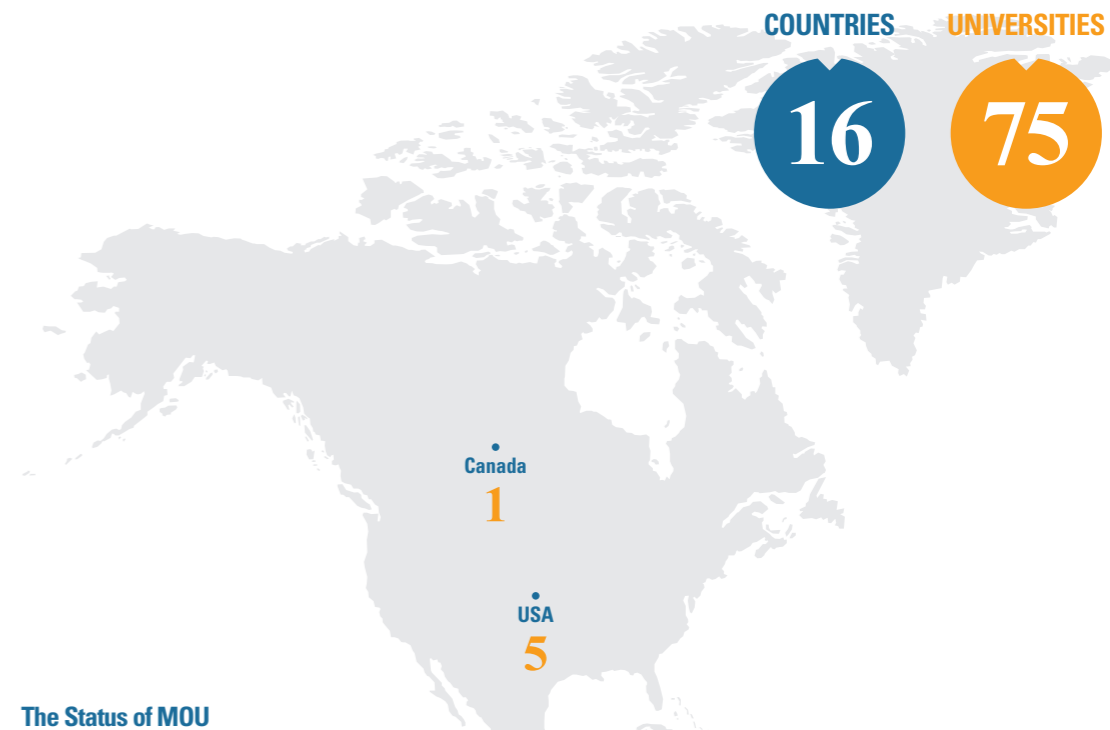 COUNTRIES UNIVERSITIES
16 75
Canada
1
USA
5
The Status of MOU